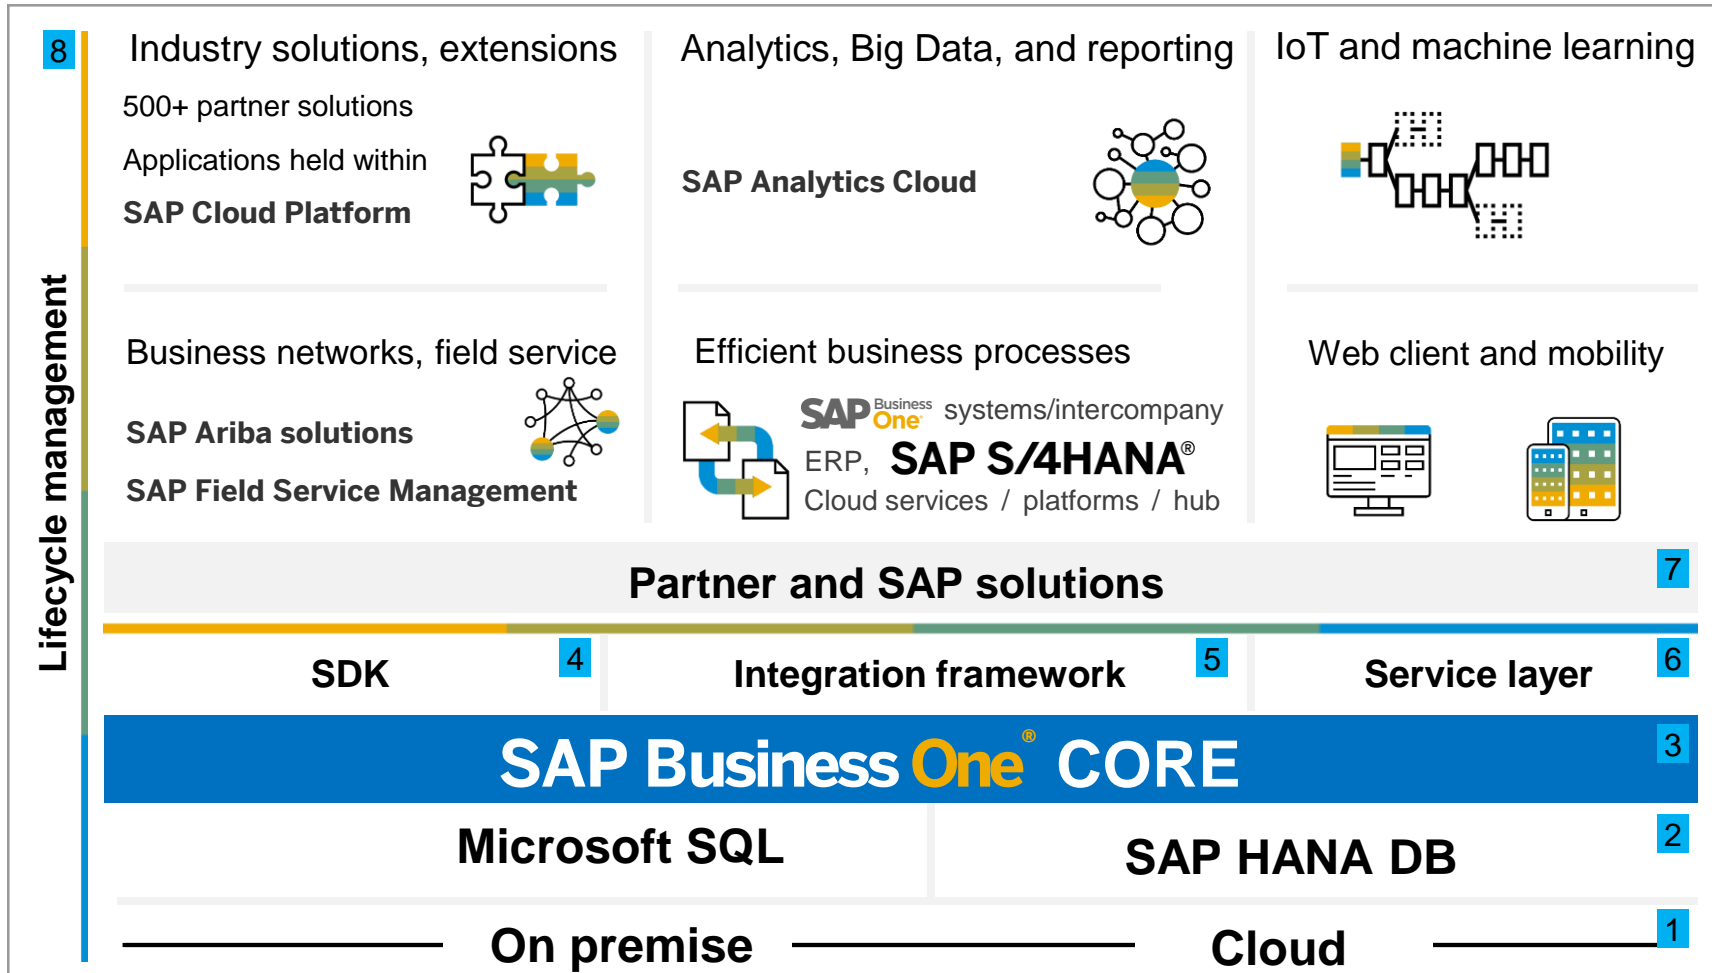 8
Lifecycle management
Industry solutions, extensions
500+ partner solutions
Applications held within
SAP Cloud Platform
Analytics, Big Data, and reporting
SAP Analytics Cloud
IoT and machine learning
Business networks, field service
SAP Ariba solutions
SAP Field Service Management
Efficient business processes
SAP Business One systems/intercompany
ERP, SAP S/4HANA®
Cloud services / platforms / hub
Web client and mobility
Partner and SAP solutions
7
SDK
4
Integration framework
5
Service layer
6
SAP Business One® CORE
3
Microsoft SQL
SAP HANA DB
2
On premise
Cloud
1